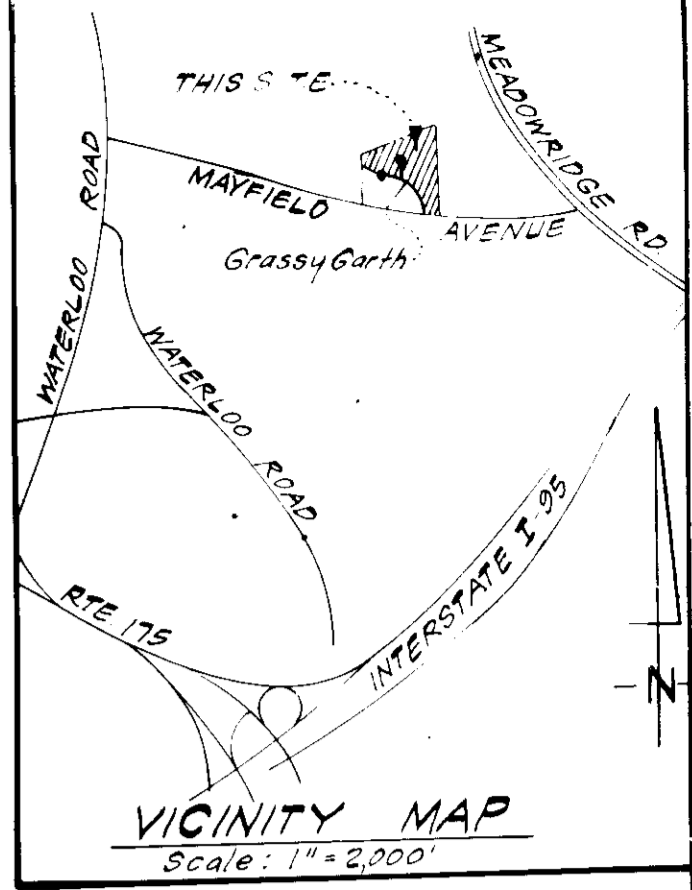 THIS S TE
MEADOWRIDGE RD.
WATERLOO ROAD
MAYFIELD AVENUE
Grassy Garth
WATERLOO ROAD
INTERSTATE I-95
RTE 175
N
VICINITY MAP
Scale: 1" = 2,000'